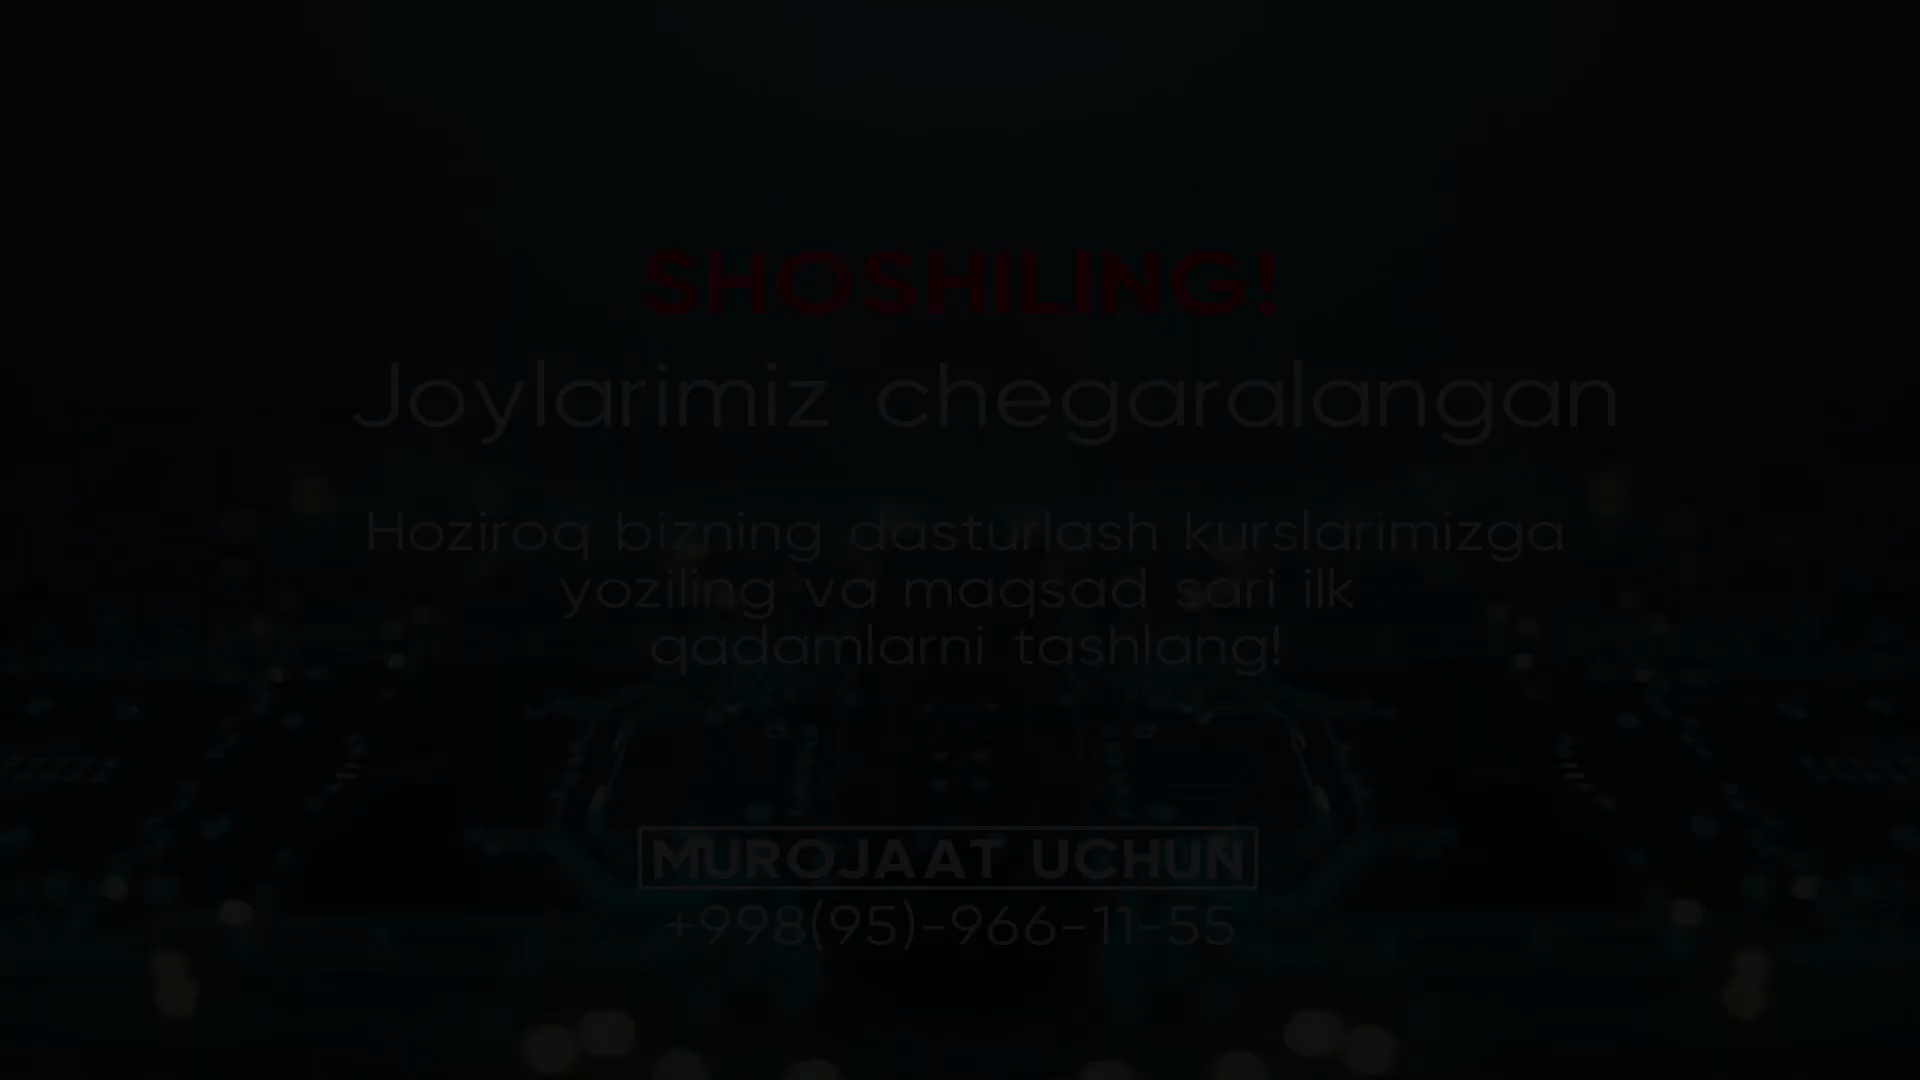 SHOSHILING!
Joylarimiz chegaralangan
Hoziroq bizning dasturlash kurslarimizga
yoziling va maqsad sari ilk
qadamlarni tashlang!
MUROJAAT UCHUN
+998(95)-966-11-55